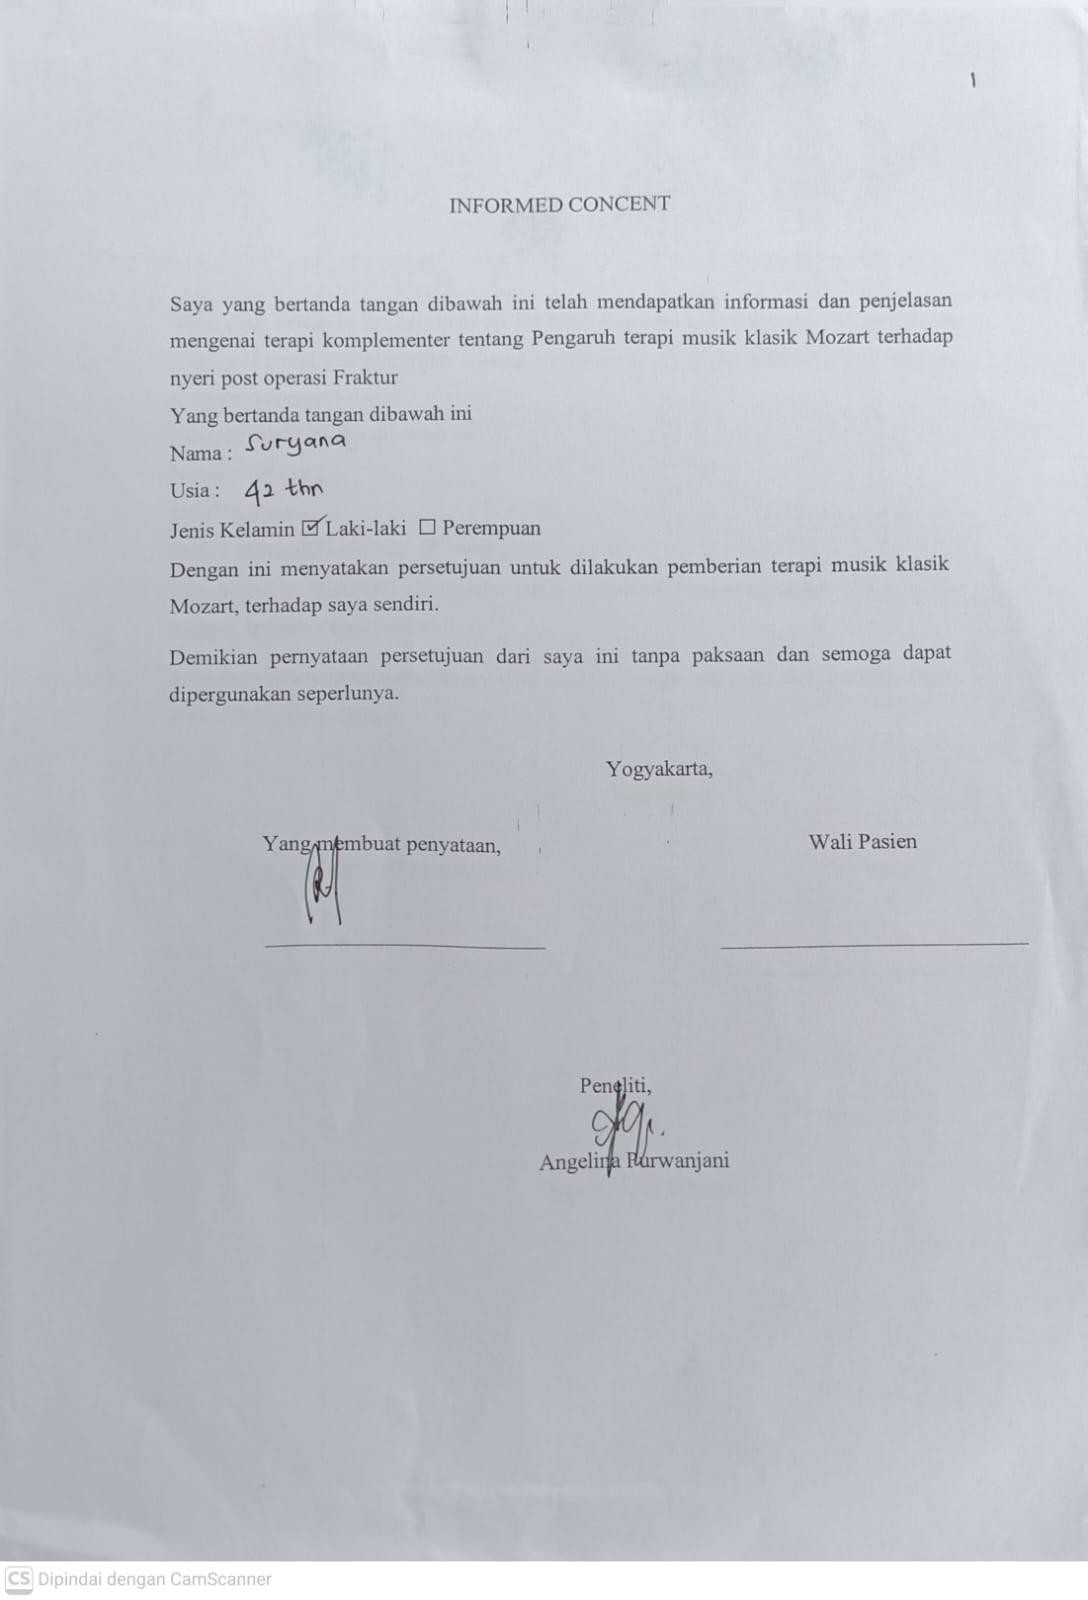 1
INFORMED CONCENT
Saya yang bertanda tangan dibawah ini telah mendapatkan informasi dan penjelasan
mengenai terapi komplementer tentang Pengaruh terapi musik klasik Mozart terhadap
nyeri post operasi Fraktur
Yang bertanda tangan dibawah ini
Nama : Suryana
Usia : 42 thn
Jenis Kelamin ☑ Laki-laki ☐ Perempuan
Dengan ini menyatakan persetujuan untuk dilakukan pemberian terapi musik klasik
Mozart, terhadap saya sendiri.
Demikian pernyataan persetujuan dari saya ini tanpa paksaan dan semoga dapat
dipergunakan seperlunya.
Yogyakarta,
Yang membuat penyataan, Wali Pasien
Peneliti,
Angelina Purwanjani
CS Dipindai dengan CamScanner